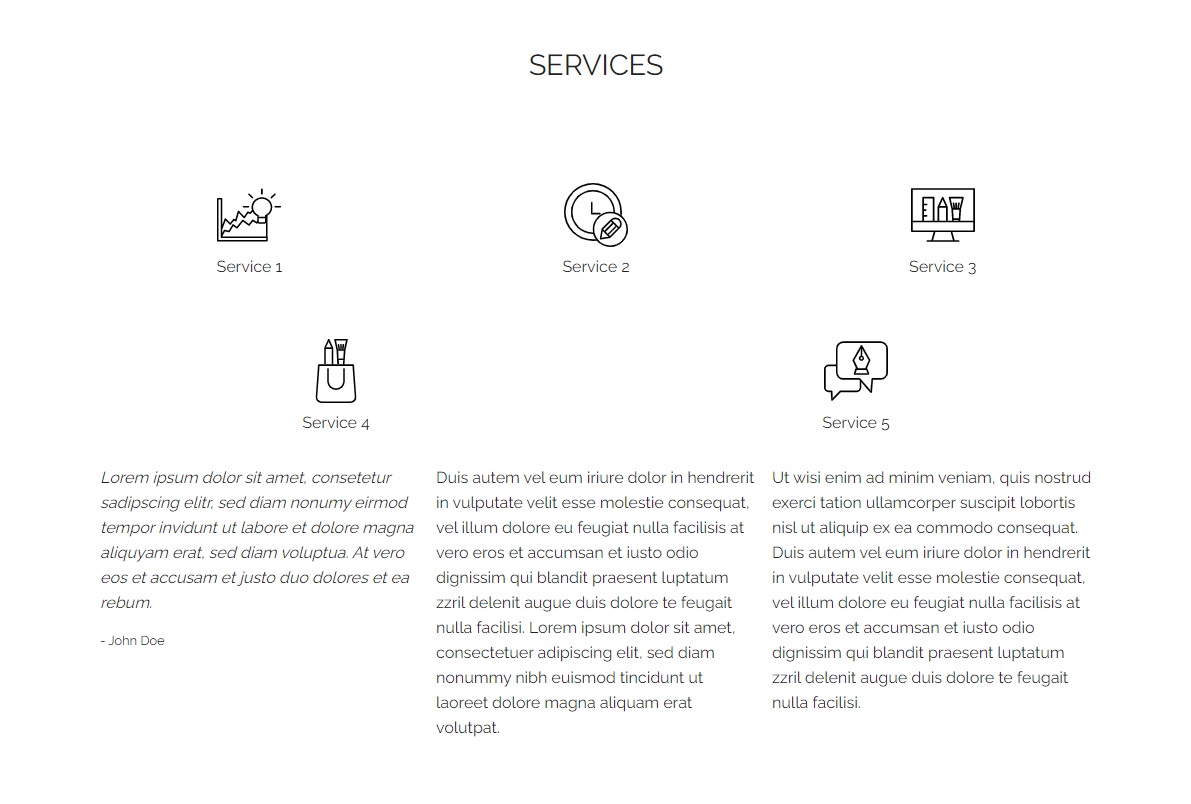 SERVICES
Service 1
Service 2
Service 3
Service 4
Service 5
Lorem ipsum dolor sit amet, consetetur
sadipscing elitr, sed diam nonumy eirmod
tempor invidunt ut labore et dolore magna
aliquyam erat, sed diam voluptua. At vero
eos et accusam et justo duo dolores et ea
rebum.
- John Doe
Duis autem vel eum iriure dolor in hendrerit
in vulputate velit esse molestie consequat,
vel illum dolore eu feugiat nulla facilisis at
vero eros et accumsan et iusto odio
dignissim qui blandit praesent luptatum
zzril delenit augue duis dolore te feugait
nulla facilisi. Lorem ipsum dolor sit amet,
consectetuer adipiscing elit, sed diam
nonummy nibh euismod tincidunt ut
laoreet dolore magna aliquam erat
volutpat.
Ut wisi enim ad minim veniam, quis nostrud
exerci tation ullamcorper suscipit lobortis
nisl ut aliquip ex ea commodo consequat.
Duis autem vel eum iriure dolor in hendrerit
in vulputate velit esse molestie consequat,
vel illum dolore eu feugiat nulla facilisis at
vero eros et accumsan et iusto odio
dignissim qui blandit praesent luptatum
zzril delenit augue duis dolore te feugait
nulla facilisi.